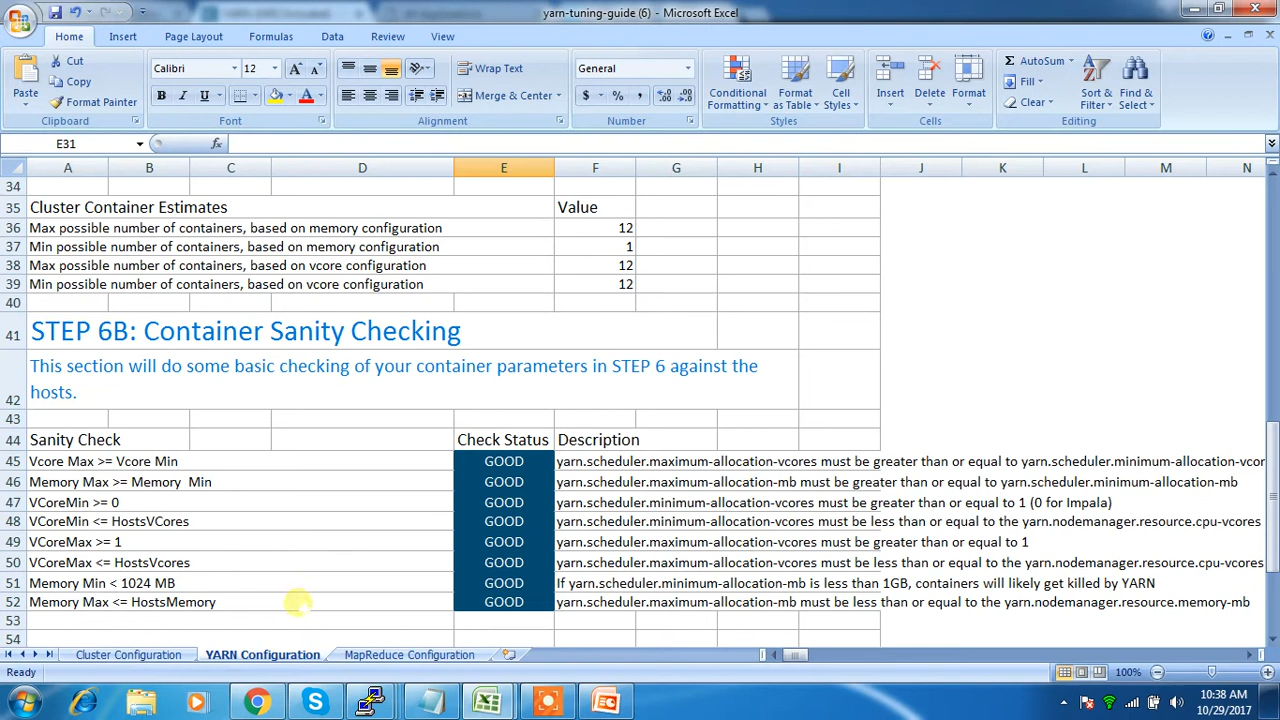 yarn-tuning-guide (6) - Microsoft Excel
Home Insert Page Layout Formulas Data Review View
Cut
Copy
Format Painter
Paste
Calibri 12
Wrap Text
Merge & Center
General
Conditional Formatting
Format as Table
Cell Styles
Insert Delete Format
AutoSum
Fill
Clear
Sort & Filter
Find & Select
Clipboard Font Alignment Number Styles Cells Editing
E31 fx
A B C D E F G H I J K L M N
34
35 Cluster Container Estimates Value
36 Max possible number of containers, based on memory configuration 12
37 Min possible number of containers, based on memory configuration 1
38 Max possible number of containers, based on vcore configuration 12
39 Min possible number of containers, based on vcore configuration 12
40
41 STEP 6B: Container Sanity Checking
This section will do some basic checking of your container parameters in STEP 6 against the
42 hosts.
43
44 Sanity Check Check Status Description
45 Vcore Max >= Vcore Min GOOD yarn.scheduler.maximum-allocation-vcores must be greater than or equal to yarn.scheduler.minimum-allocation-vcor
46 Memory Max >= Memory Min GOOD yarn.scheduler.maximum-allocation-mb must be greater than or equal to yarn.scheduler.minimum-allocation-mb
47 VCoreMin >= 0 GOOD yarn.scheduler.minimum-allocation-vcores must be greater than or equal to 1 (0 for Impala)
48 VCoreMin <= HostsVCores GOOD yarn.scheduler.minimum-allocation-vcores must be less than or equal to the yarn.nodemanager.resource.cpu-vcores
49 VCoreMax >= 1 GOOD yarn.scheduler.maximum-allocation-vcores must be greater than or equal to 1
50 VCoreMax <= HostsVcores GOOD yarn.scheduler.maximum-allocation-vcores must be less than or equal to the yarn.nodemanager.resource.cpu-vcores
51 Memory Min < 1024 MB GOOD If yarn.scheduler.minimum-allocation-mb is less than 1GB, containers will likely get killed by YARN
52 Memory Max <= HostsMemory GOOD yarn.scheduler.maximum-allocation-mb must be less than or equal to the yarn.nodemanager.resource.memory-mb
53
54
Cluster Configuration YARN Configuration MapReduce Configuration
Ready 100%
10:38 AM
10/29/2017